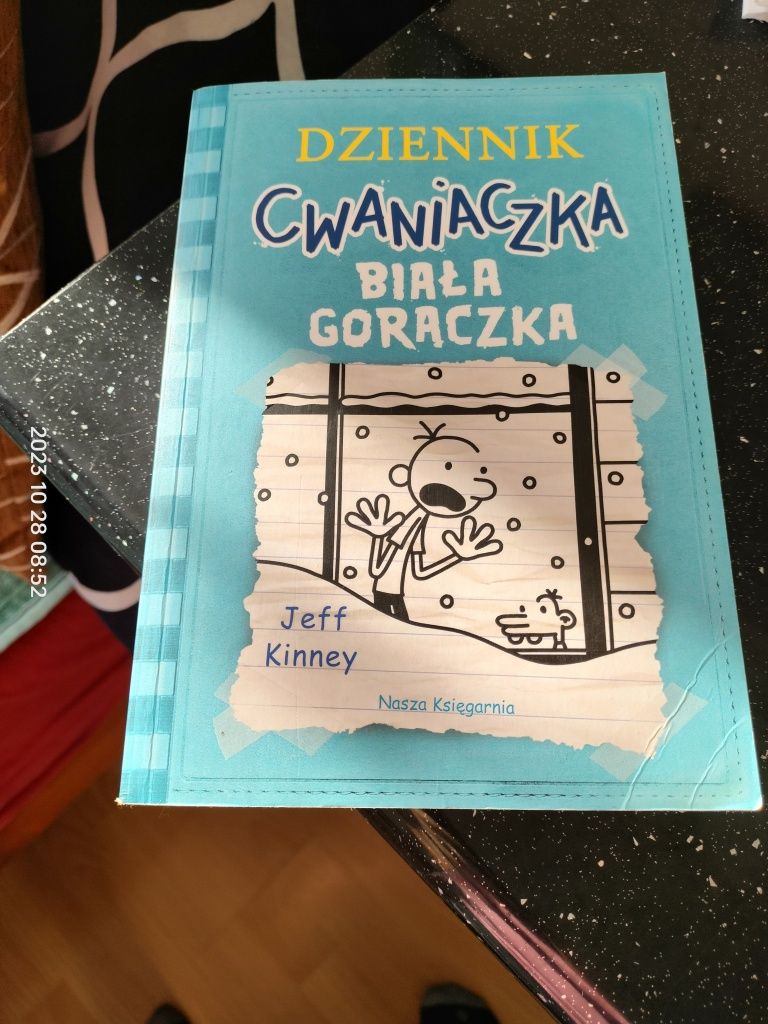 DZIENNIK
CWANIACZKA
BIAŁA
GORĄCZKA
Jeff
Kinney
Nasza Księgarnia
2023 10 28 08:52